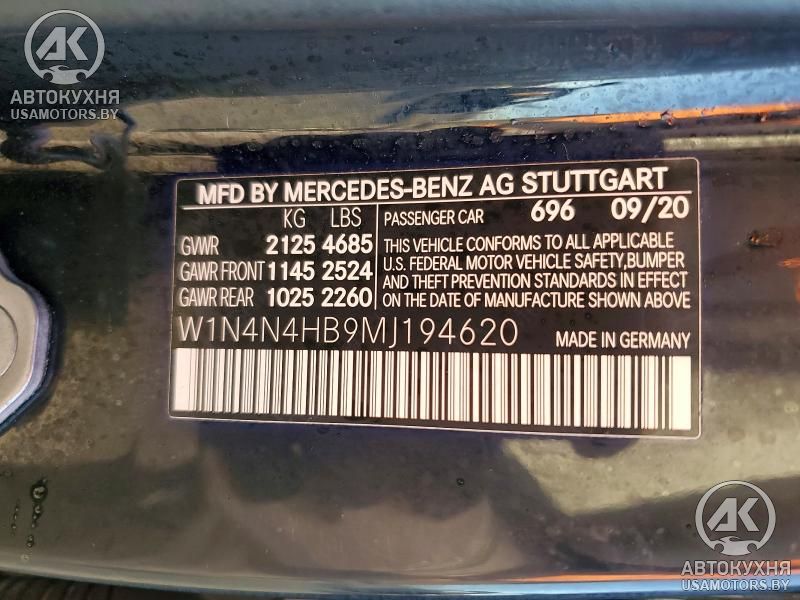 AK
АВТОКУХНЯ
USAMOTORS.BY
MFD BY MERCEDES-BENZ AG STUTTGART
KG LBS
GVWR 2125 4685
GAWR FRONT 1145 2524
GAWR REAR 1025 2260
PASSENGER CAR 696 09/20
THIS VEHICLE CONFORMS TO ALL APPLICABLE
U.S. FEDERAL MOTOR VEHICLE SAFETY,BUMPER
AND THEFT PREVENTION STANDARDS IN EFFECT
ON THE DATE OF MANUFACTURE SHOWN ABOVE
W1N4N4HB9MJ194620
MADE IN GERMANY
AK
АВТОКУХНЯ
USAMOTORS.BY